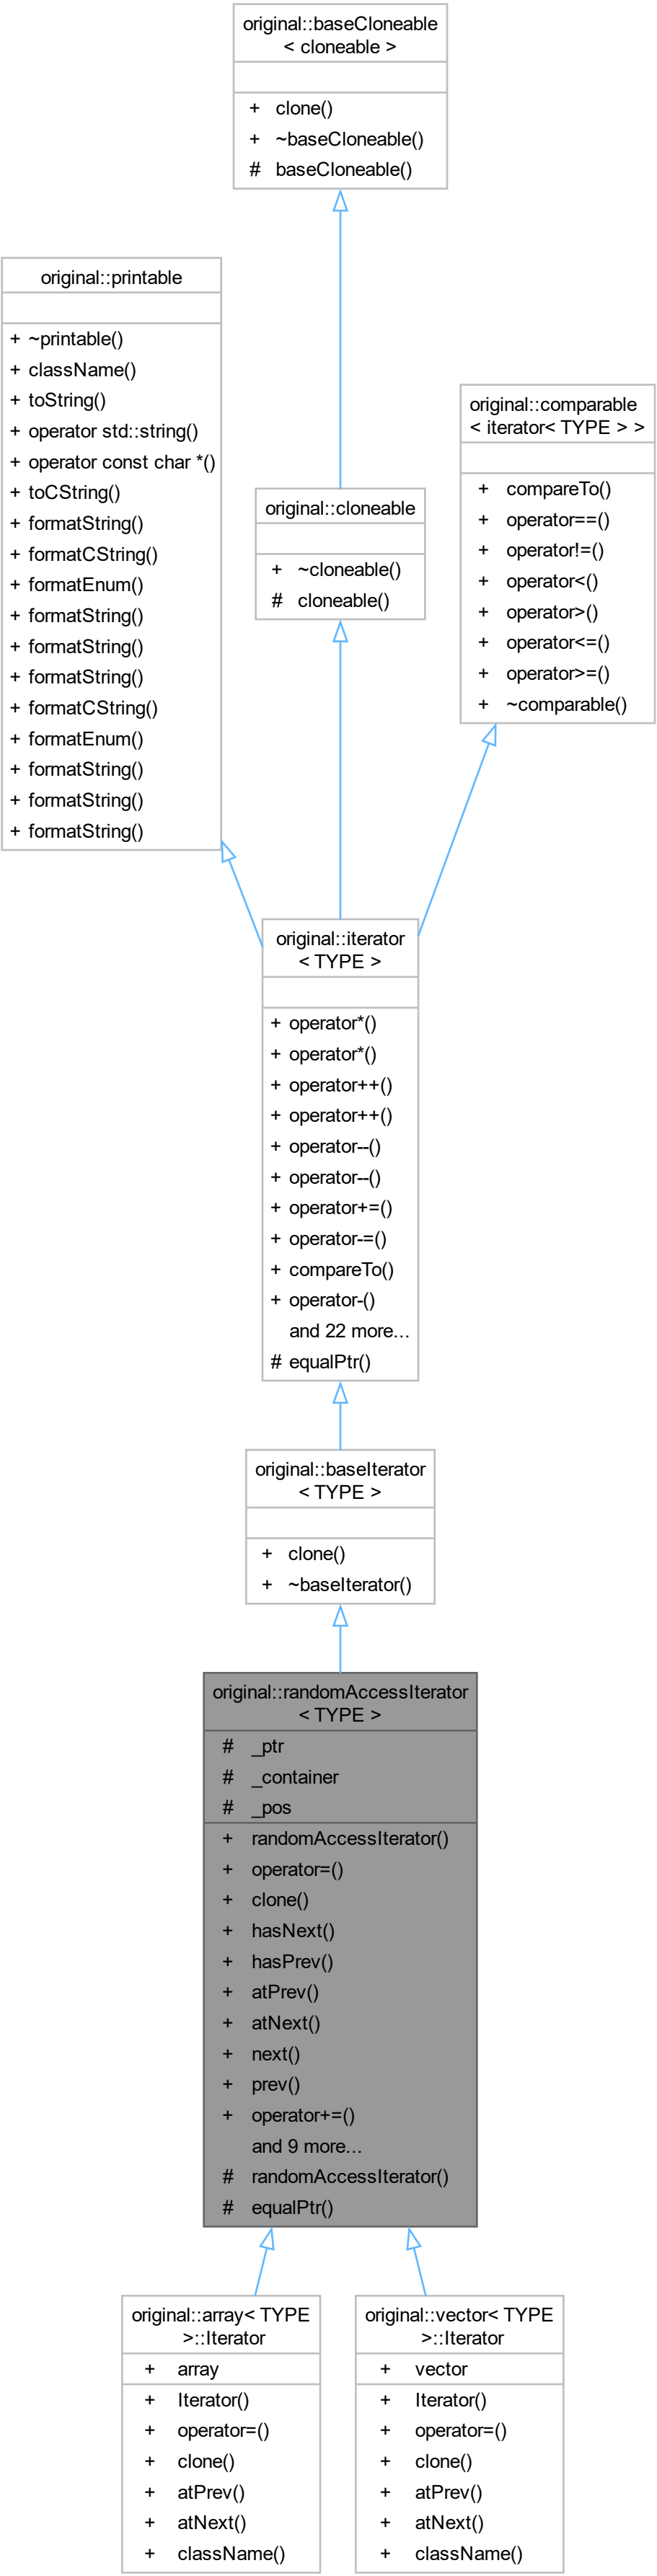 original::baseCloneable
< cloneable >
+ clone()
+ ~baseCloneable()
# baseCloneable()
original::printable
+ ~printable()
+ className()
+ toString()
+ operator std::string()
+ operator const char *()
+ toCString()
+ formatString()
+ formatCString()
+ formatEnum()
+ formatString()
+ formatString()
+ formatString()
+ formatCString()
+ formatEnum()
+ formatString()
+ formatString()
+ formatString()
original::comparable
< iterator< TYPE > >
+ compareTo()
+ operator==()
+ operator!=()
+ operator<()
+ operator>()
+ operator<=()
+ operator>=()
+ ~comparable()
original::cloneable
+ ~cloneable()
# cloneable()
original::iterator
< TYPE >
+ operator*()
+ operator*()
+ operator++()
+ operator++()
+ operator--()
+ operator--()
+ operator+=()
+ operator-=()
+ compareTo()
+ operator-()
and 22 more...
# equalPtr()
original::baseIterator
< TYPE >
+ clone()
+ ~baseIterator()
original::randomAccessIterator
< TYPE >
# _ptr
# _container
# _pos
+ randomAccessIterator()
+ operator=()
+ clone()
+ hasNext()
+ hasPrev()
+ atPrev()
+ atNext()
+ next()
+ prev()
+ operator+=()
and 9 more...
# randomAccessIterator()
# equalPtr()
original::array< TYPE
>::Iterator
+ array
+ Iterator()
+ operator=()
+ clone()
+ atPrev()
+ atNext()
+ className()
original::vector< TYPE
>::Iterator
+ vector
+ Iterator()
+ operator=()
+ clone()
+ atPrev()
+ atNext()
+ className()